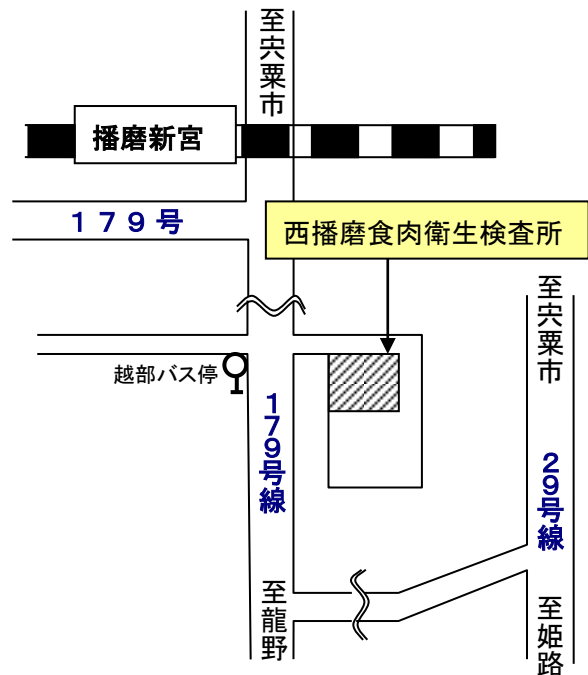 至宍粟市
播磨新宮
１７９号
西播磨食肉衛生検査所
至宍粟市
越部バス停
１７９号線
２９号線
至龍野
至姫路